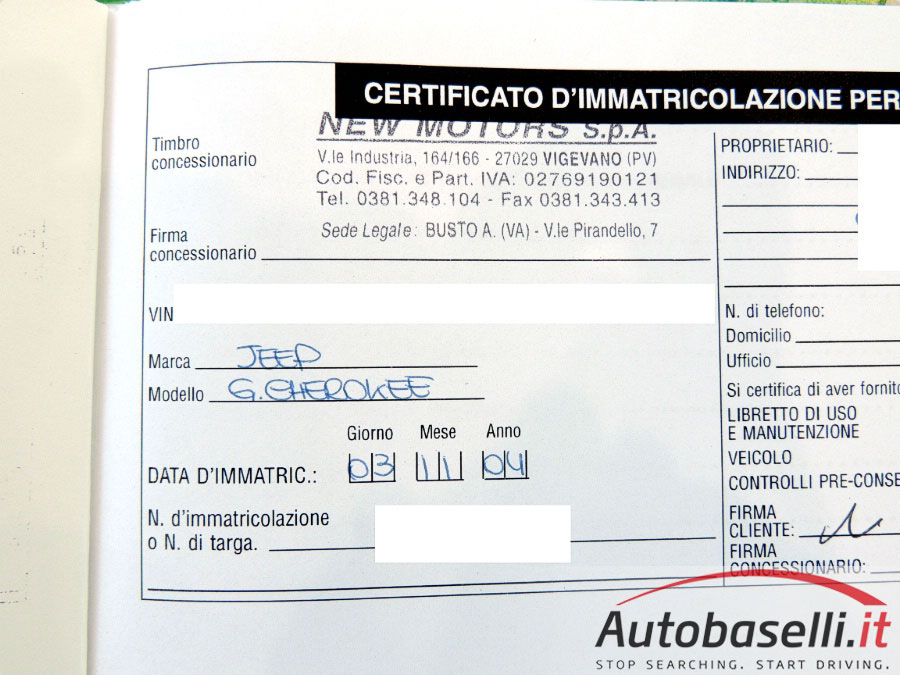 CERTIFICATO D'IMMATRICOLAZIONE PER
Timbro
concessionario
NEW MOTORS S.p.A.
V.le Industria, 164/166 - 27029 VIGEVANO (PV)
Cod. Fisc. e Part. IVA: 02769190121
Tel. 0381.348.104 - Fax 0381.343.413
Sede Legale: BUSTO A. (VA) - V.le Pirandello, 7
Firma
concessionario
VIN
Marca JEEP
Modello G.CHEROKEE
Giorno Mese Anno
DATA D'IMMATRIC.: 03 11 04
N. d'immatricolazione
o N. di targa.
PROPRIETARIO:
INDIRIZZO:
N. di telefono:
Domicilio
Ufficio
Si certifica di aver fornito
LIBRETTO DI USO
E MANUTENZIONE
VEICOLO
CONTROLLI PRE-CONSE
FIRMA
CLIENTE:
FIRMA
CONCESSIONARIO:
Autobaselli.it
STOP SEARCHING. START DRIVING.